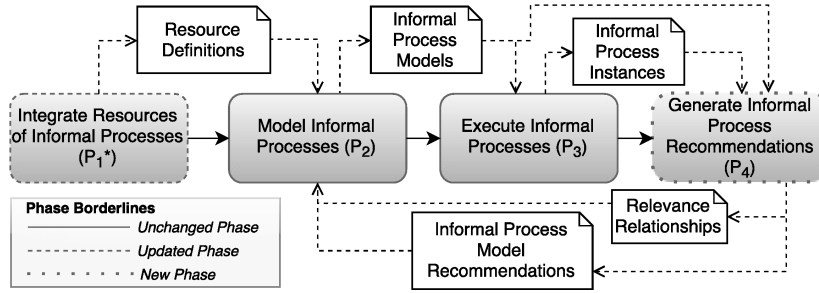 Resource
Definitions
Informal
Process
Models
Informal
Process
Instances
Integrate Resources
of Informal Processes
(P1*)
Model Informal
Processes (P2)
Execute Informal
Processes (P3)
Generate Informal
Process
Recommendations
(P4)
Phase Borderlines
Unchanged Phase
Updated Phase
New Phase
Informal Process
Model
Recommendations
Relevance
Relationships